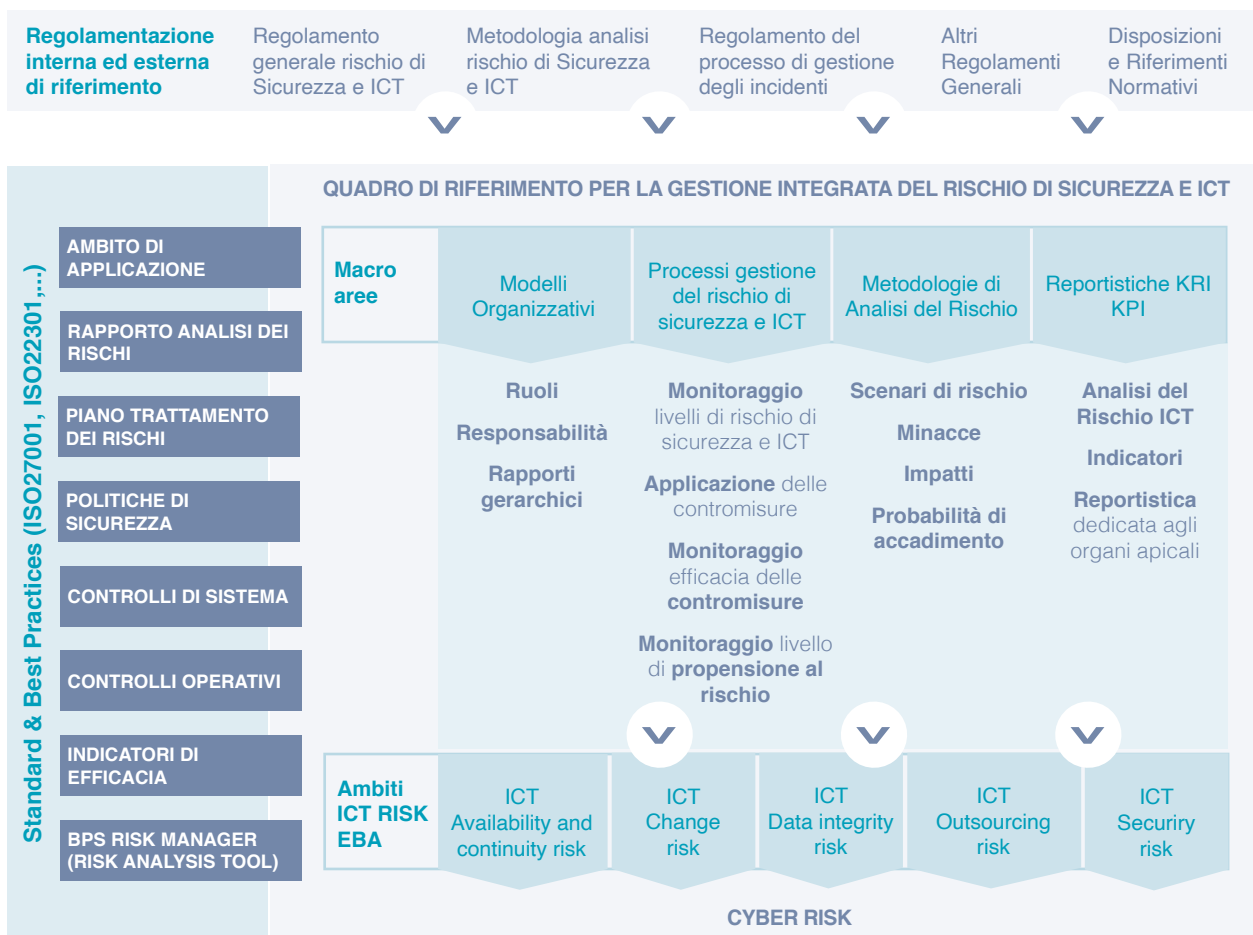 Regolamentazione
interna ed esterna
di riferimento
Regolamento
generale rischio di
Sicurezza e ICT
Metodologia analisi
rischio di Sicurezza
e ICT
Regolamento del
processo di gestione
degli incidenti
Altri
Regolamenti
Generali
Disposizioni
e Riferimenti
Normativi
Standard & Best Practices (ISO27001, ISO22301,...)
AMBITO DI
APPLICAZIONE
RAPPORTO ANALISI DEI
RISCHI
PIANO TRATTAMENTO
DEI RISCHI
POLITICHE DI
SICUREZZA
CONTROLLI DI SISTEMA
CONTROLLI OPERATIVI
INDICATORI DI
EFFICACIA
BPS RISK MANAGER
(RISK ANALYSIS TOOL)
QUADRO DI RIFERIMENTO PER LA GESTIONE INTEGRATA DEL RISCHIO DI SICUREZZA E ICT
Macro
aree
Modelli
Organizzativi
Processi gestione
del rischio di
sicurezza e ICT
Metodologie di
Analisi del Rischio
Reportistiche KRI
KPI
Ruoli
Responsabilità
Rapporti
gerarchici
Monitoraggio
livelli di rischio di
sicurezza e ICT
Applicazione delle
contromisure
Monitoraggio
efficacia delle
contromisure
Monitoraggio livello
di propensione al
rischio
Scenari di rischio
Minacce
Impatti
Probabilità di
accadimento
Analisi del
Rischio ICT
Indicatori
Reportistica
dedicata agli
organi apicali
Ambiti
ICT RISK
EBA
ICT
Availability and
continuity risk
ICT
Change
risk
ICT
Data integrity
risk
ICT
Outsourcing
risk
ICT
Securiry
risk
CYBER RISK